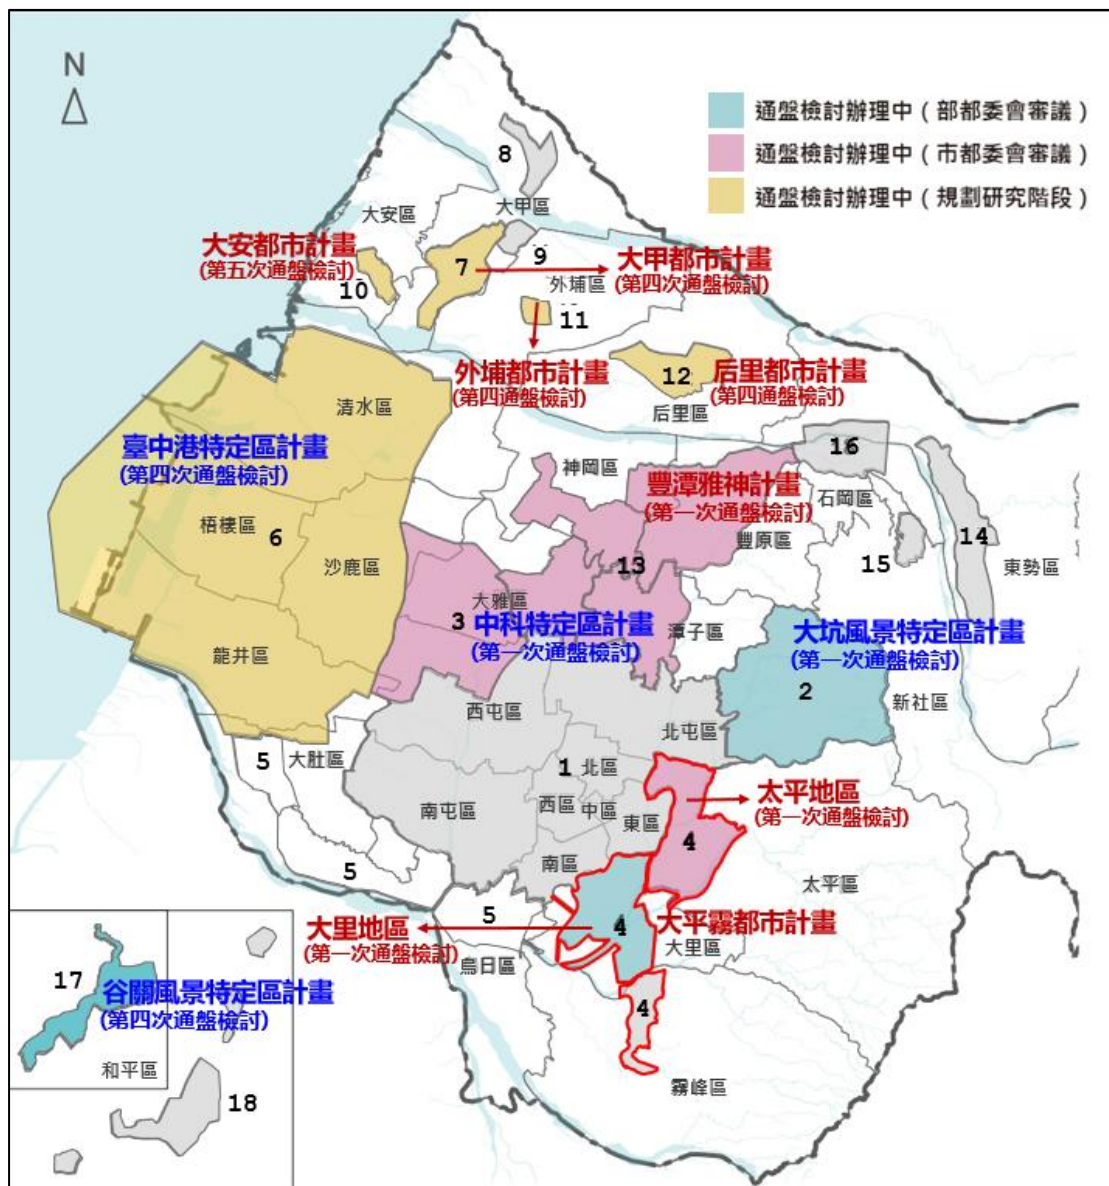 N
通盤檢討辦理中（部都委會審議）
通盤檢討辦理中（市都委會審議）
通盤檢討辦理中（規劃研究階段）
8
大安區
大甲區
大安都市計畫
(第五次通盤檢討)
10
7
9
外埔區
大甲都市計畫
(第四次通盤檢討)
11
外埔都市計畫
(第四通盤檢討)
12
后里都市計畫
(第四通盤檢討)
后里區
清水區
臺中港特定區計畫
(第四次通盤檢討)
梧棲區
6
沙鹿區
龍井區
神岡區
豐潭雅神計畫
(第一次通盤檢討)
豐原區
13
16
石岡區
15
14
東勢區
大雅區
3
中科特定區計畫
(第一次通盤檢討)
潭子區
大坑風景特定區計畫
(第一次通盤檢討)
2
新社區
西屯區
北屯區
5
大肚區
1
北區
南屯區
西區
中區
東區
南區
太平地區
(第一次通盤檢討)
4
太平區
5
5
大里地區
(第一次通盤檢討)
4
大平霧都市計畫
大里區
烏日區
4
霧峰區
17
谷關風景特定區計畫
(第四次通盤檢討)
和平區
18